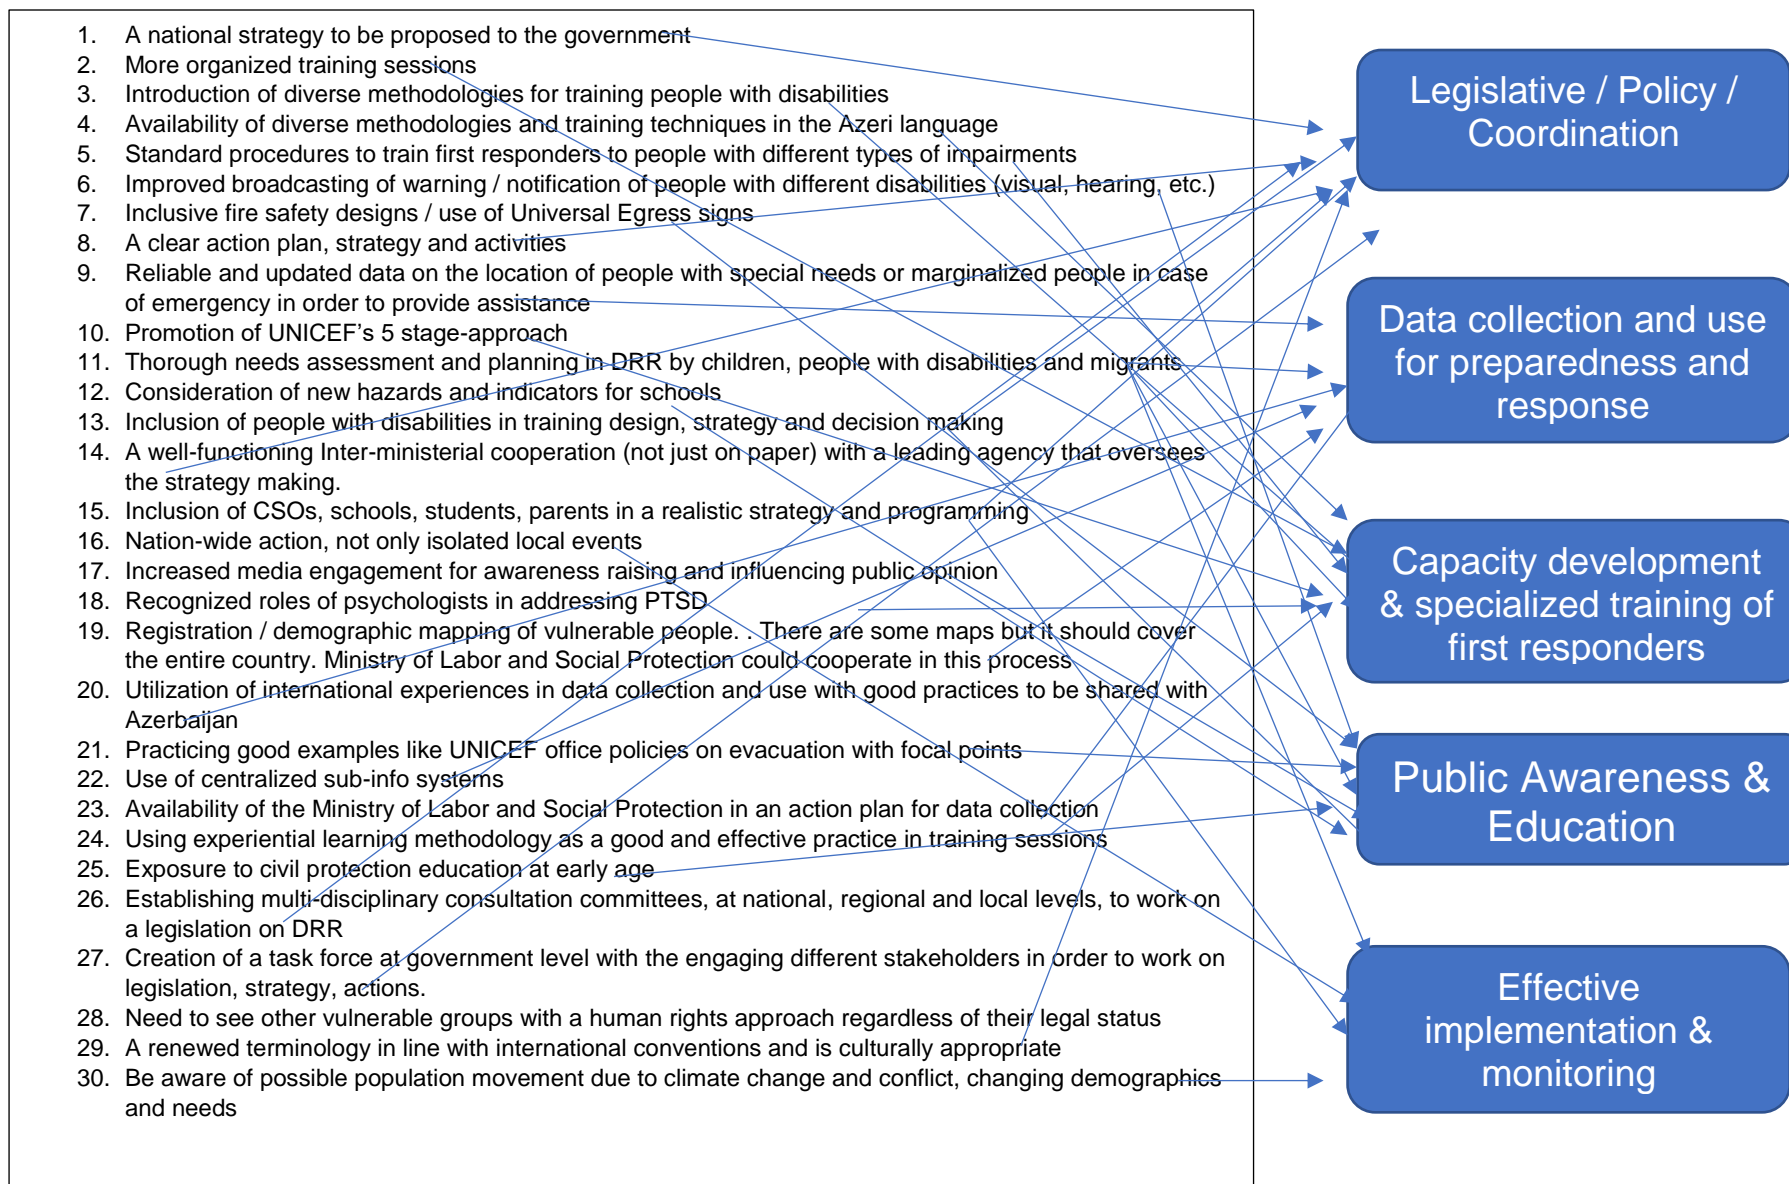 1. A national strategy to be proposed to the government
2. More organized training sessions
3. Introduction of diverse methodologies for training people with disabilities
4. Availability of diverse methodologies and training techniques in the Azeri language
5. Standard procedures to train first responders to people with different types of impairments
6. Improved broadcasting of warning / notification of people with different disabilities (visual, hearing, etc.)
7. Inclusive fire safety designs / use of Universal Egress signs
8. A clear action plan, strategy and activities
9. Reliable and updated data on the location of people with special needs or marginalized people in case
of emergency in order to provide assistance
10. Promotion of UNICEF’s 5 stage-approach
11. Thorough needs assessment and planning in DRR by children, people with disabilities and migrants
12. Consideration of new hazards and indicators for schools
13. Inclusion of people with disabilities in training design, strategy and decision making
14. A well-functioning Inter-ministerial cooperation (not just on paper) with a leading agency that oversees
the strategy making.
15. Inclusion of CSOs, schools, students, parents in a realistic strategy and programming
16. Nation-wide action, not only isolated local events
17. Increased media engagement for awareness raising and influencing public opinion
18. Recognized roles of psychologists in addressing PTSD
19. Registration / demographic mapping of vulnerable people. . There are some maps but it should cover
the entire country. Ministry of Labor and Social Protection could cooperate in this process
20. Utilization of international experiences in data collection and use with good practices to be shared with
Azerbaijan
21. Practicing good examples like UNICEF office policies on evacuation with focal points
22. Use of centralized sub-info systems
23. Availability of the Ministry of Labor and Social Protection in an action plan for data collection
24. Using experiential learning methodology as a good and effective practice in training sessions
25. Exposure to civil protection education at early age
26. Establishing multi-disciplinary consultation committees, at national, regional and local levels, to work on
a legislation on DRR
27. Creation of a task force at government level with the engaging different stakeholders in order to work on
legislation, strategy, actions.
28. Need to see other vulnerable groups with a human rights approach regardless of their legal status
29. A renewed terminology in line with international conventions and is culturally appropriate
30. Be aware of possible population movement due to climate change and conflict, changing demographics
and needs
Legislative / Policy /
Coordination
Data collection and use
for preparedness and
response
Capacity development
& specialized training of
first responders
Public Awareness &
Education
Effective
implementation &
monitoring